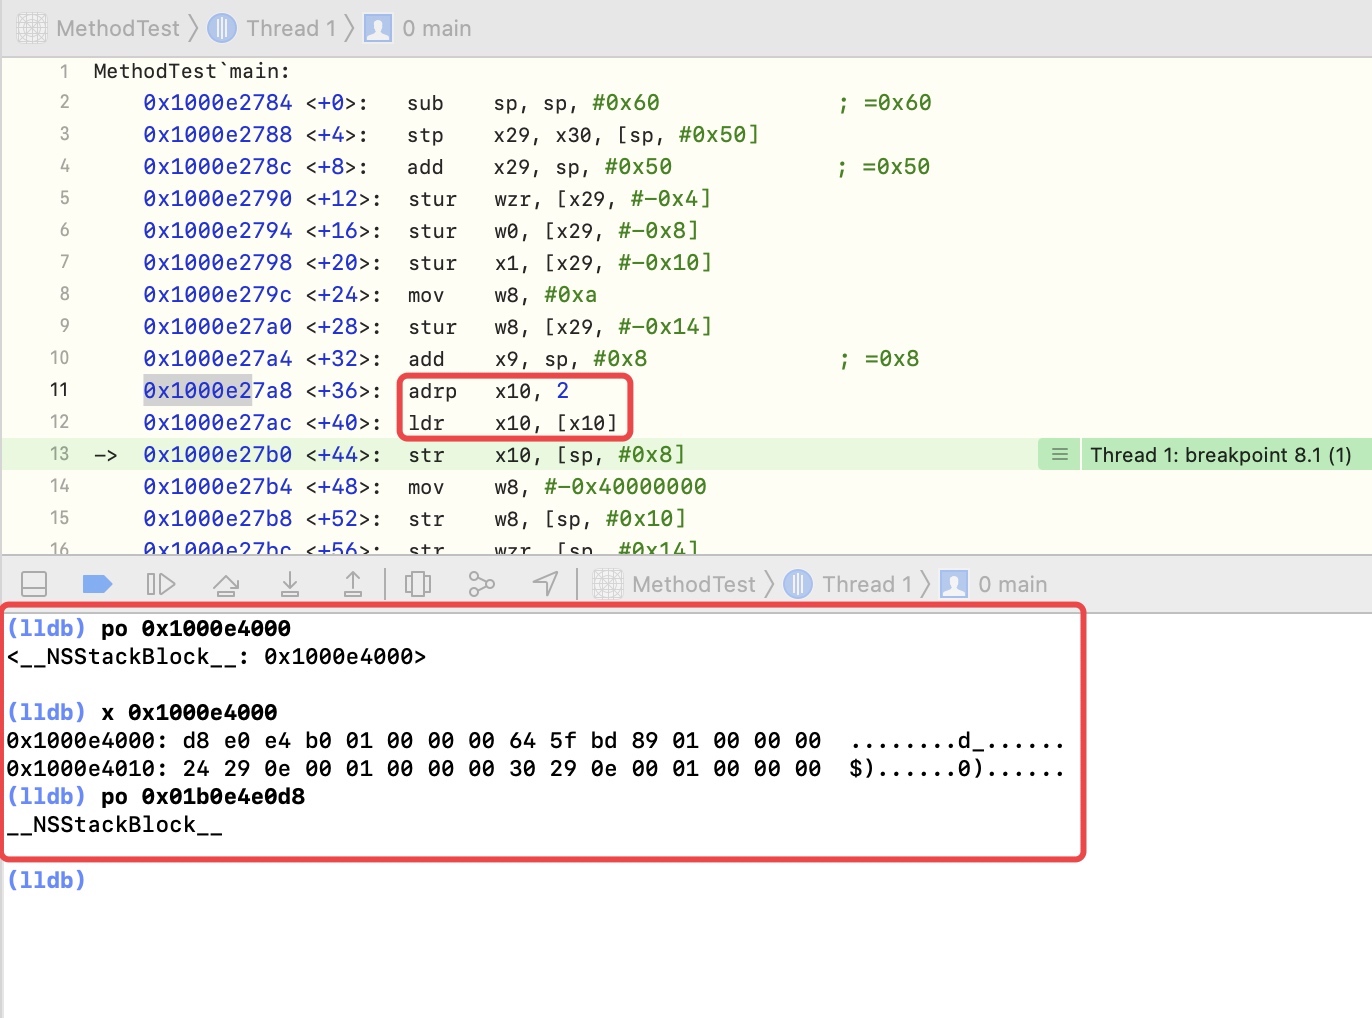 MethodTest Thread 1 0 main
1 MethodTest`main:
2 0x1000e2784 <+0>: sub sp, sp, #0x60 ; =0x60
3 0x1000e2788 <+4>: stp x29, x30, [sp, #0x50]
4 0x1000e278c <+8>: add x29, sp, #0x50 ; =0x50
5 0x1000e2790 <+12>: stur wzr, [x29, #-0x4]
6 0x1000e2794 <+16>: stur w0, [x29, #-0x8]
7 0x1000e2798 <+20>: stur x1, [x29, #-0x10]
8 0x1000e279c <+24>: mov w8, #0xa
9 0x1000e27a0 <+28>: stur w8, [x29, #-0x14]
10 0x1000e27a4 <+32>: add x9, sp, #0x8 ; =0x8
11 0x1000e27a8 <+36>: adrp x10, 2
12 0x1000e27ac <+40>: ldr x10, [x10]
13 -> 0x1000e27b0 <+44>: str x10, [sp, #0x8] Thread 1: breakpoint 8.1 (1)
14 0x1000e27b4 <+48>: mov w8, #-0x40000000
15 0x1000e27b8 <+52>: str w8, [sp, #0x10]
16 0x1000e27bc <+56>: str wzr, [sp, #0x14]
MethodTest Thread 1 0 main
(lldb) po 0x1000e4000
<__NSStackBlock__: 0x1000e4000>
(lldb) x 0x1000e4000
0x1000e4000: d8 e0 e4 b0 01 00 00 00 64 5f bd 89 01 00 00 00 ........d_......
0x1000e4010: 24 29 0e 00 01 00 00 00 30 29 0e 00 01 00 00 00 $)......0)......
(lldb) po 0x01b0e4e0d8
__NSStackBlock__
(lldb)